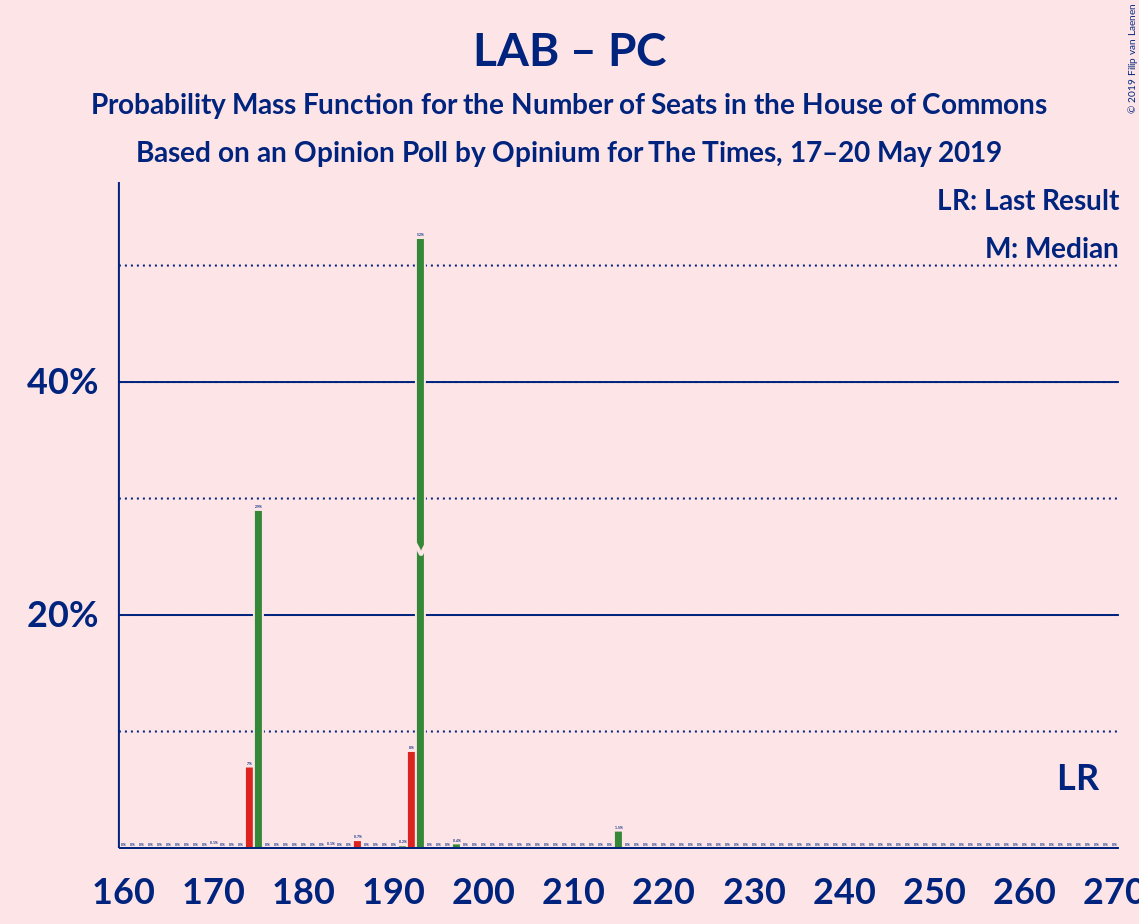 LAB – PC
Probability Mass Function for the Number of Seats in the House of Commons
Based on an Opinion Poll by Opinium for The Times, 17–20 May 2019
© 2019 Filip van Laenen
LR: Last Result
M: Median
40%
20%
LR
160 170 180 190 200 210 220 230 240 250 260 270